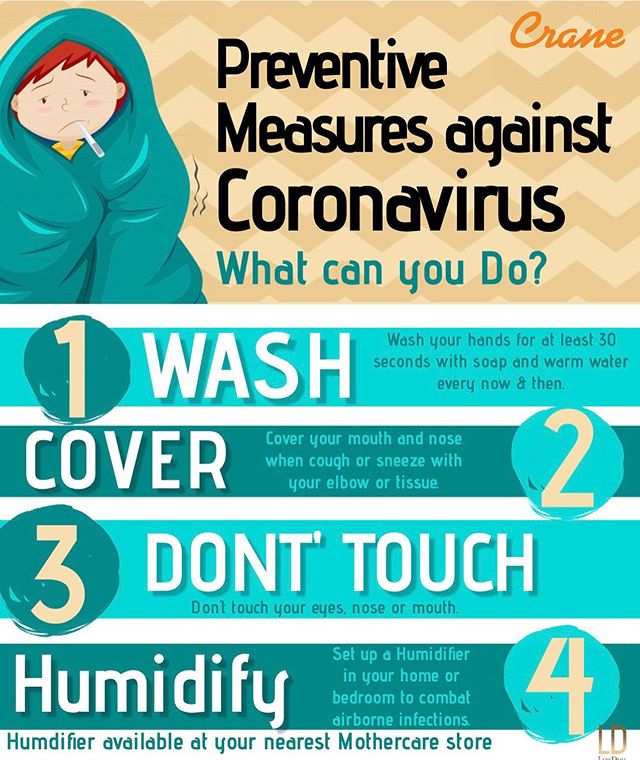 Crane
Preventive
Measures against
Coronavirus
What can you Do?
1
WASH
Wash your hands for at least 30
seconds with soap and warm water
every now & then.
COVER
Cover your mouth and nose
when cough or sneeze with
your elbow or tissue.
2
3
DONT' TOUCH
Don't touch your eyes, nose or mouth.
Humidify
Set up a Humidifier
in your home or
bedroom to combat
airborne infections.
4
Humdifier available at your nearest Mothercare store
LD